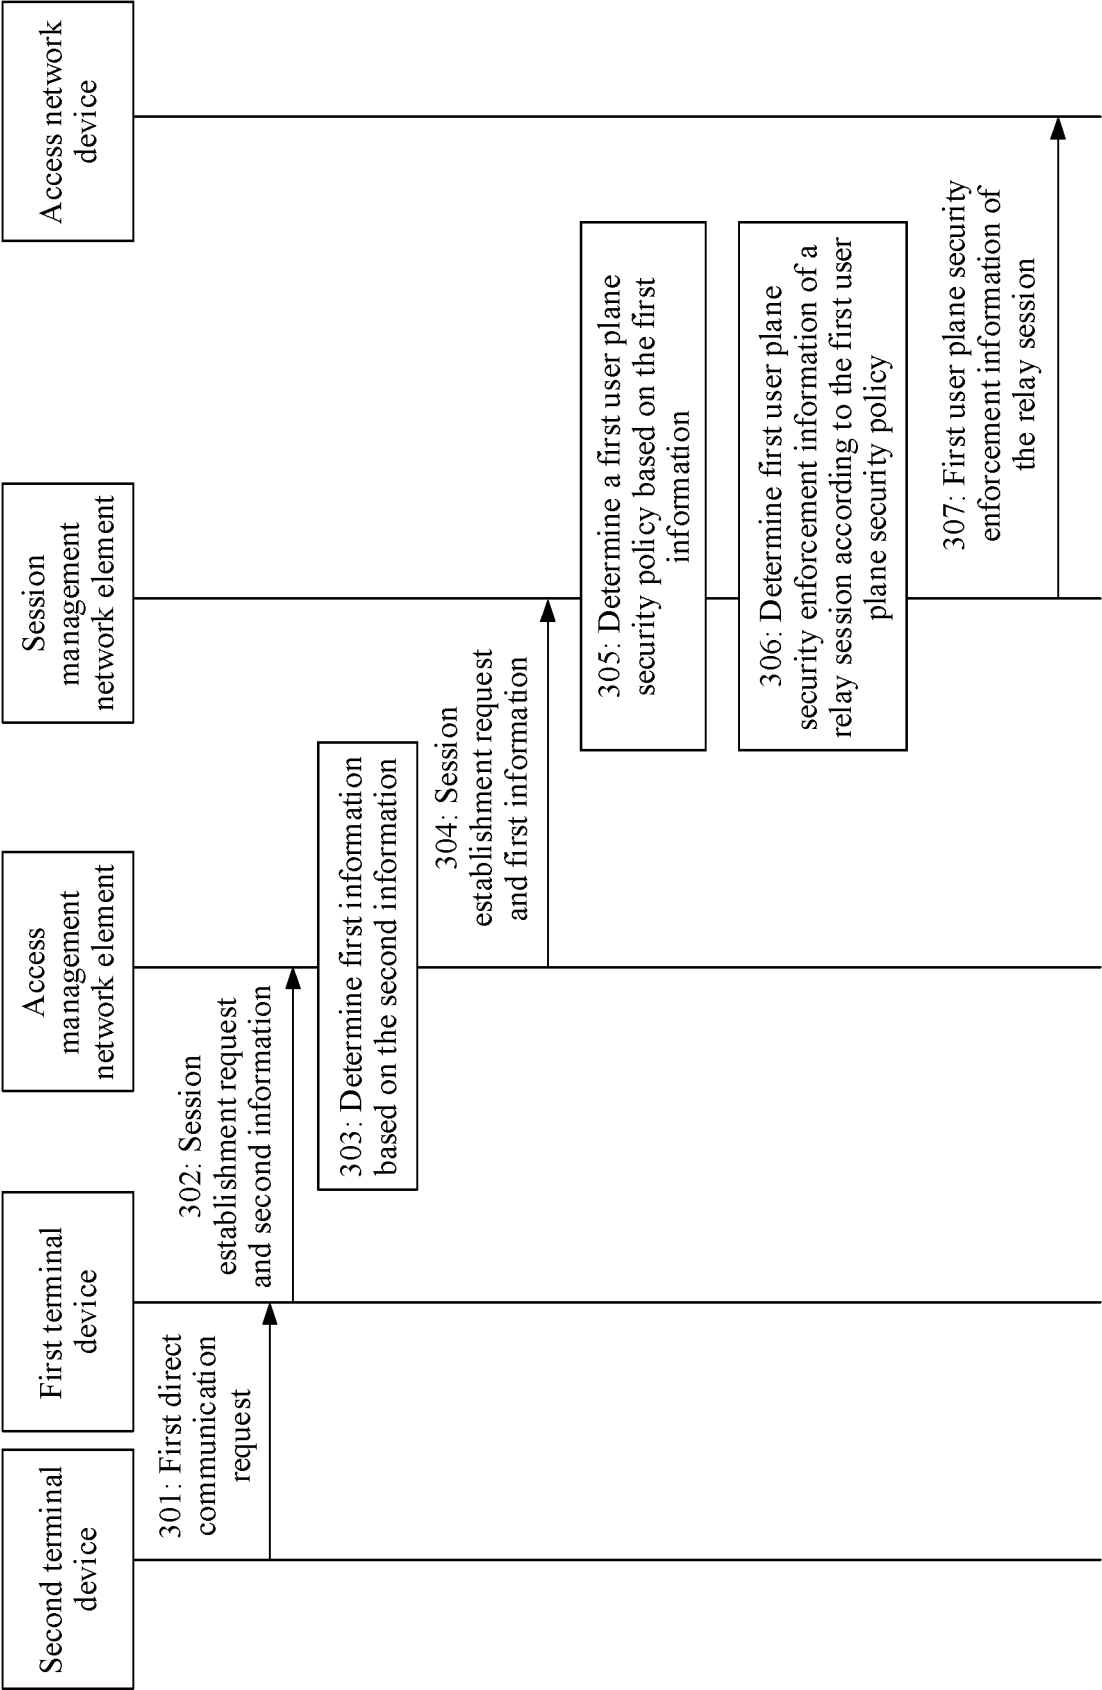 Second terminal
device
First terminal
device
Access
management
network element
Session
management
network element
Access network
device
301: First direct
communication
request
302: Session
establishment request
and second information
303: Determine first information
based on the second information
304: Session
establishment request
and first information
305: Determine a first user plane
security policy based on the first
information
306: Determine first user plane
security enforcement information of a
relay session according to the first user
plane security policy
307: First user plane security
enforcement information of
the relay session